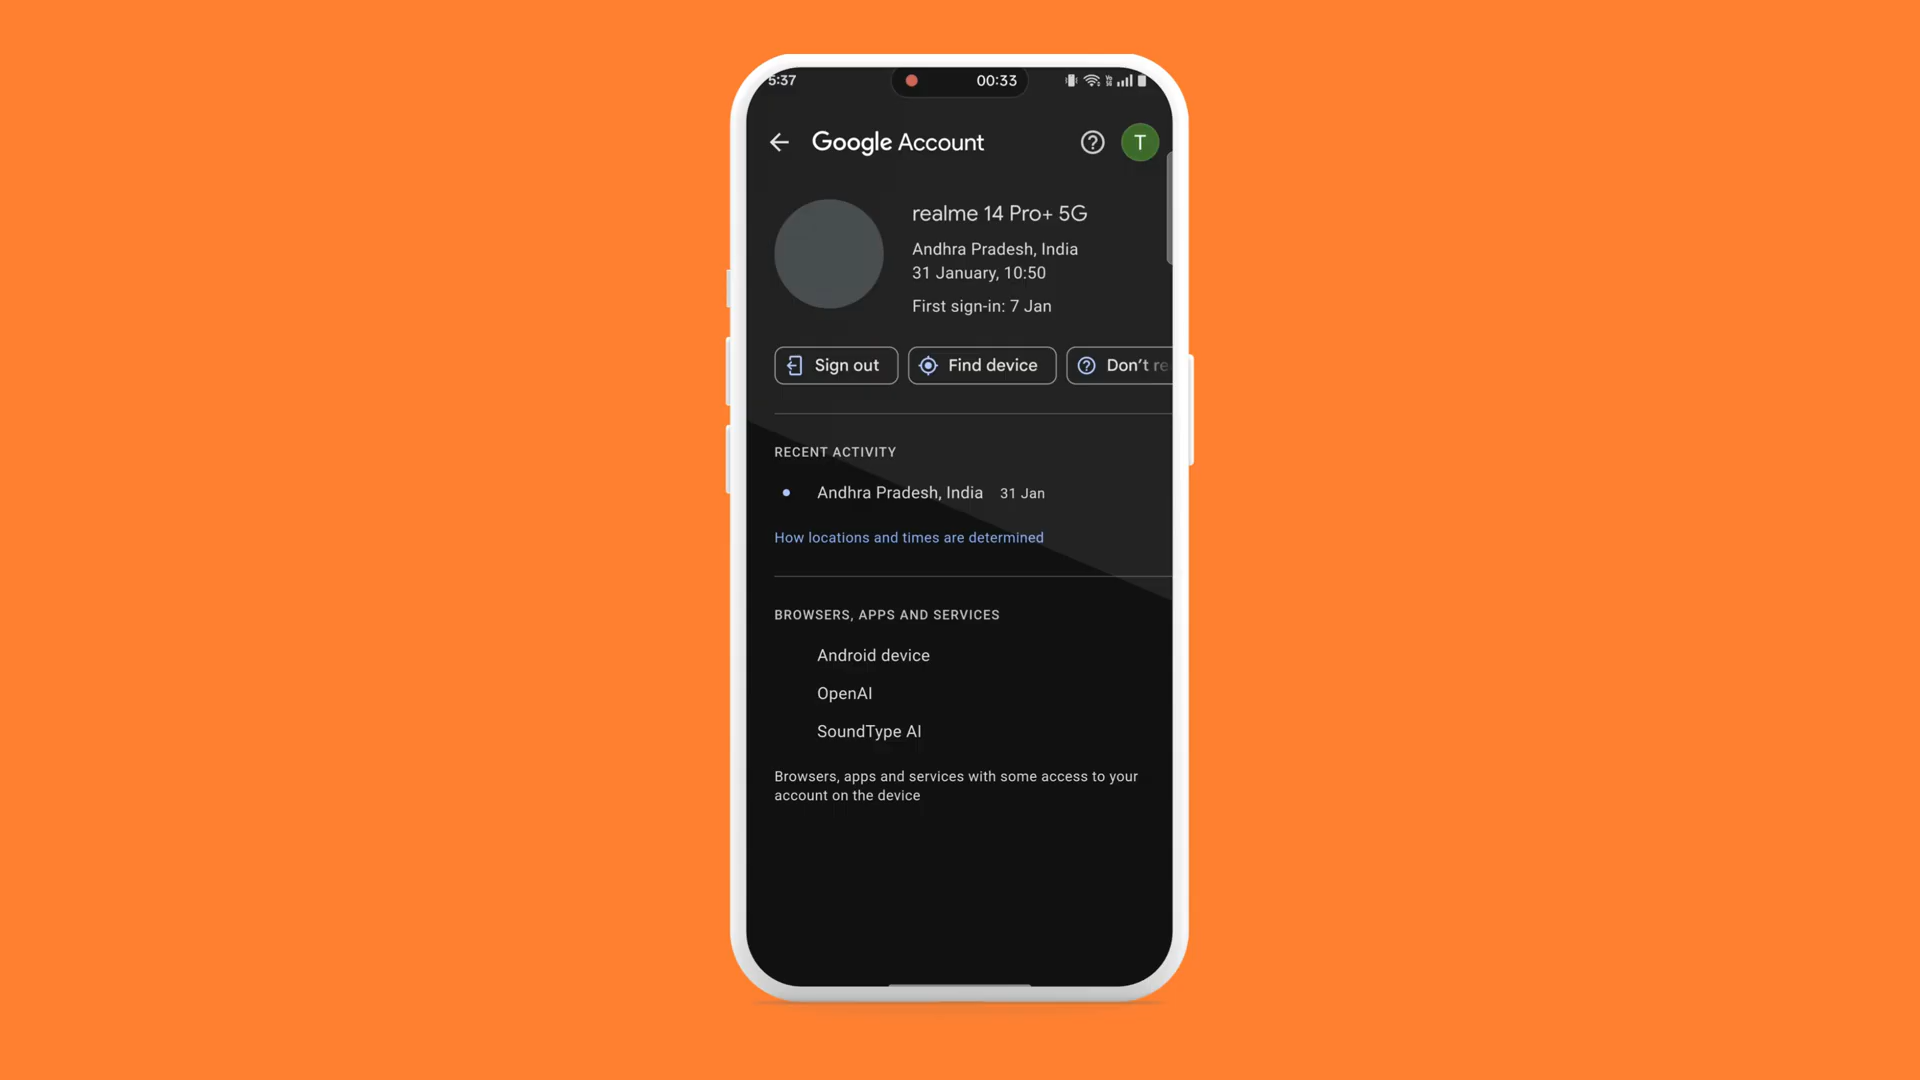 5:37 00:33
Google Account T
realme 14 Pro+ 5G
Andhra Pradesh, India
31 January, 10:50
First sign-in: 7 Jan
Sign out Find device Don't re
RECENT ACTIVITY
Andhra Pradesh, India 31 Jan
How locations and times are determined
BROWSERS, APPS AND SERVICES
Android device
OpenAI
SoundType AI
Browsers, apps and services with some access to your
account on the device